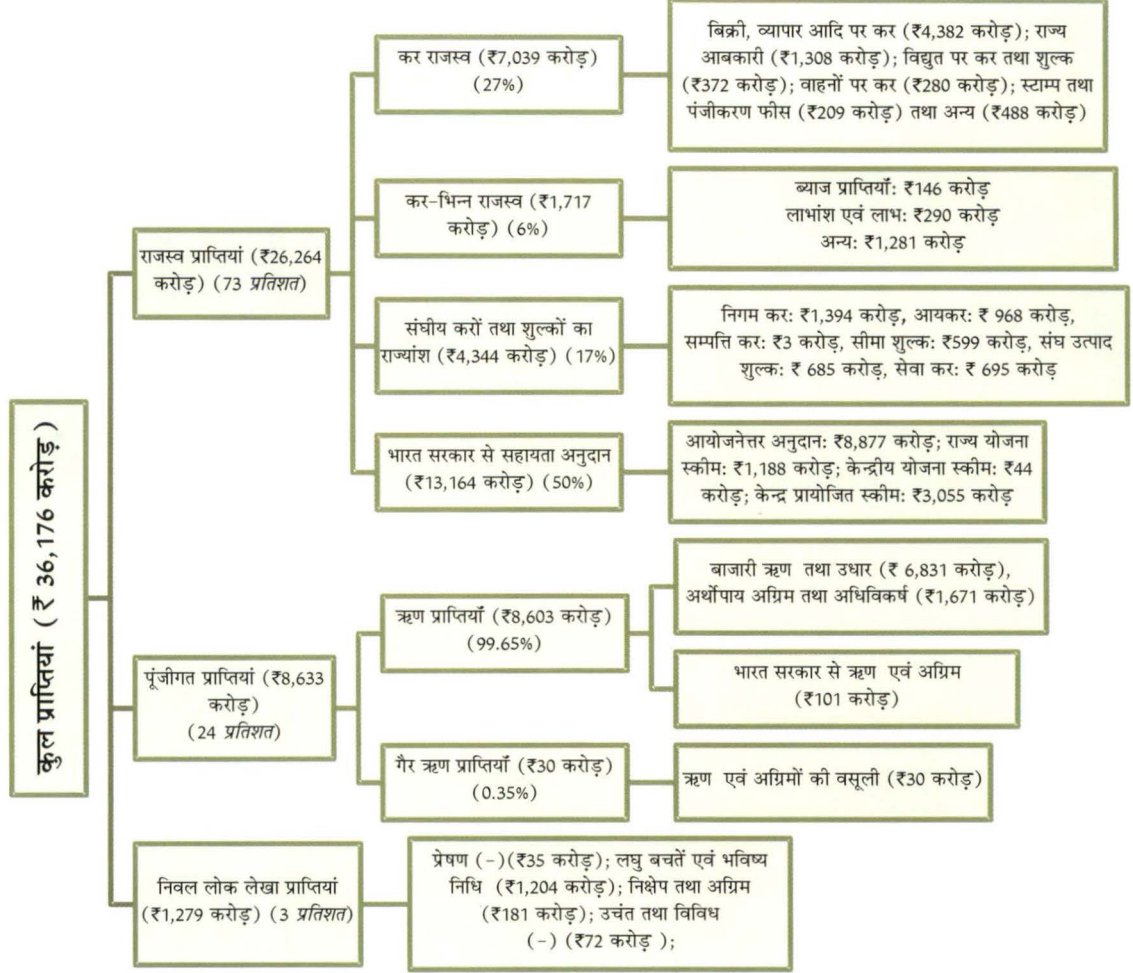 कुल प्राप्तियां ( ₹ 36,176 करोड़ )
राजस्व प्राप्तियां (₹26,264
करोड़) (73 प्रतिशत)
कर राजस्व (₹7,039 करोड़)
(27%)
बिक्री, व्यापार आदि पर कर (₹4,382 करोड़); राज्य
आबकारी (₹1,308 करोड़); विद्युत पर कर तथा शुल्क
(₹372 करोड़); वाहनों पर कर (₹280 करोड़); स्टाम्प तथा
पंजीकरण फीस (₹209 करोड़) तथा अन्य (₹488 करोड़)
कर-भिन्न राजस्व (₹1,717
करोड़) (6%)
ब्याज प्राप्तियाँ: ₹146 करोड़
लाभांश एवं लाभ: ₹290 करोड़
अन्य: ₹1,281 करोड़
संघीय करों तथा शुल्कों का
राज्यांश (₹4,344 करोड़) (17%)
निगम कर: ₹1,394 करोड़, आयकर: ₹ 968 करोड़,
सम्पत्ति कर: ₹3 करोड़, सीमा शुल्क: ₹599 करोड़, संघ उत्पाद
शुल्क: ₹ 685 करोड़, सेवा कर: ₹ 695 करोड़
भारत सरकार से सहायता अनुदान
(₹13,164 करोड़) (50%)
आयोजनेत्तर अनुदान: ₹8,877 करोड़; राज्य योजना
स्कीम: ₹1,188 करोड़; केन्द्रीय योजना स्कीम: ₹44
करोड़; केन्द्र प्रायोजित स्कीम: ₹3,055 करोड़
पूंजीगत प्राप्तियां (₹8,633
करोड़)
(24 प्रतिशत)
ऋण प्राप्तियाँ (₹8,603 करोड़)
(99.65%)
बाजारी ऋण तथा उधार (₹ 6,831 करोड़),
अर्थोपाय अग्रिम तथा अधिविकर्ष (₹1,671 करोड़)
भारत सरकार से ऋण एवं अग्रिम
(₹101 करोड़)
गैर ऋण प्राप्तियाँ (₹30 करोड़)
(0.35%)
ऋण एवं अग्रिमों की वसूली (₹30 करोड़)
निवल लोक लेखा प्राप्तियां
(₹1,279 करोड़) (3 प्रतिशत)
प्रेषण (-)(₹35 करोड़); लघु बचतें एवं भविष्य
निधि (₹1,204 करोड़); निक्षेप तथा अग्रिम
(₹181 करोड़); उचंत तथा विविध
(-) (₹72 करोड़ );